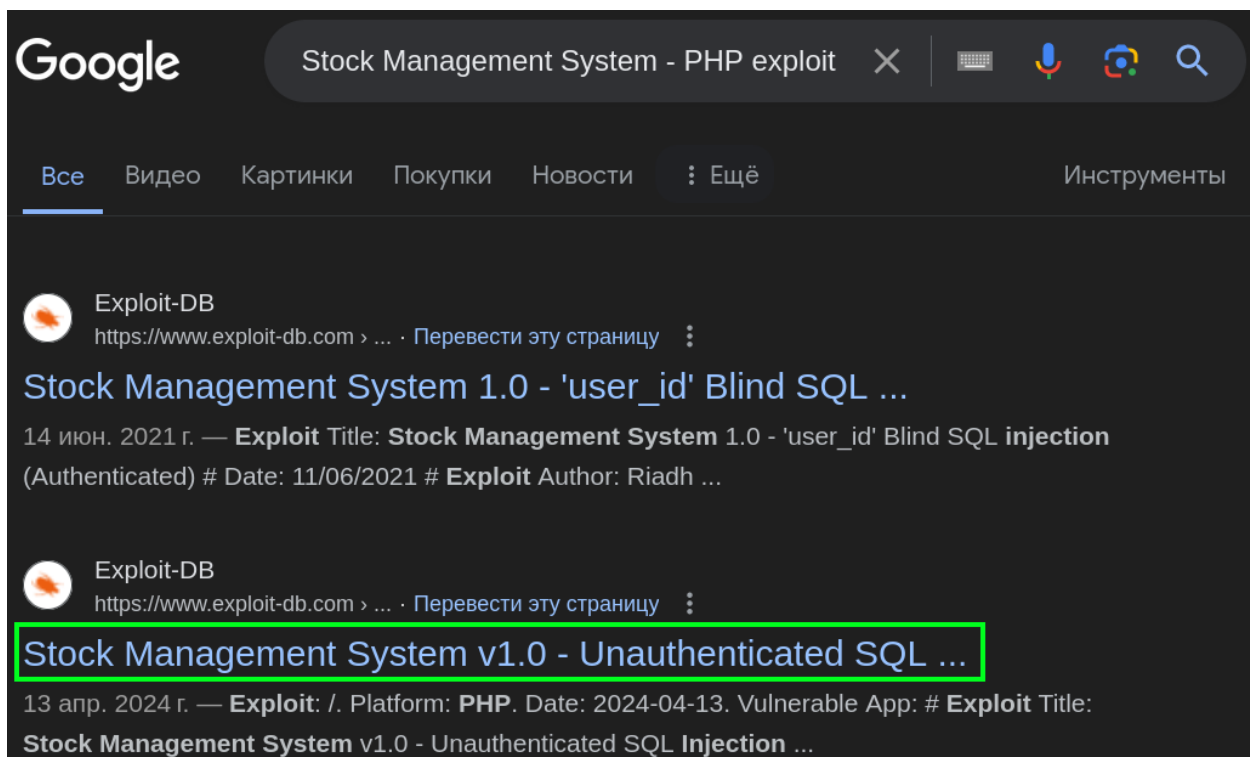 Google
Stock Management System - PHP exploit
Все Видео Картинки Покупки Новости Ещё Инструменты
Exploit-DB
https://www.exploit-db.com › ... · Перевести эту страницу
Stock Management System 1.0 - 'user_id' Blind SQL ...
14 июн. 2021 г. — Exploit Title: Stock Management System 1.0 - 'user_id' Blind SQL injection
(Authenticated) # Date: 11/06/2021 # Exploit Author: Riadh ...
Exploit-DB
https://www.exploit-db.com › ... · Перевести эту страницу
Stock Management System v1.0 - Unauthenticated SQL ...
13 апр. 2024 г. — Exploit: /. Platform: PHP. Date: 2024-04-13. Vulnerable App: # Exploit Title:
Stock Management System v1.0 - Unauthenticated SQL Injection ...